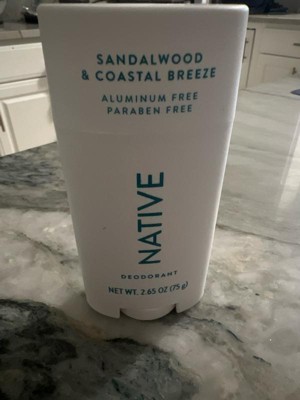 SANDALWOOD
& COASTAL BREEZE
ALUMINUM FREE
PARABEN FREE
NATIVE
DEODORANT
NET WT. 2.65 OZ (75 g)